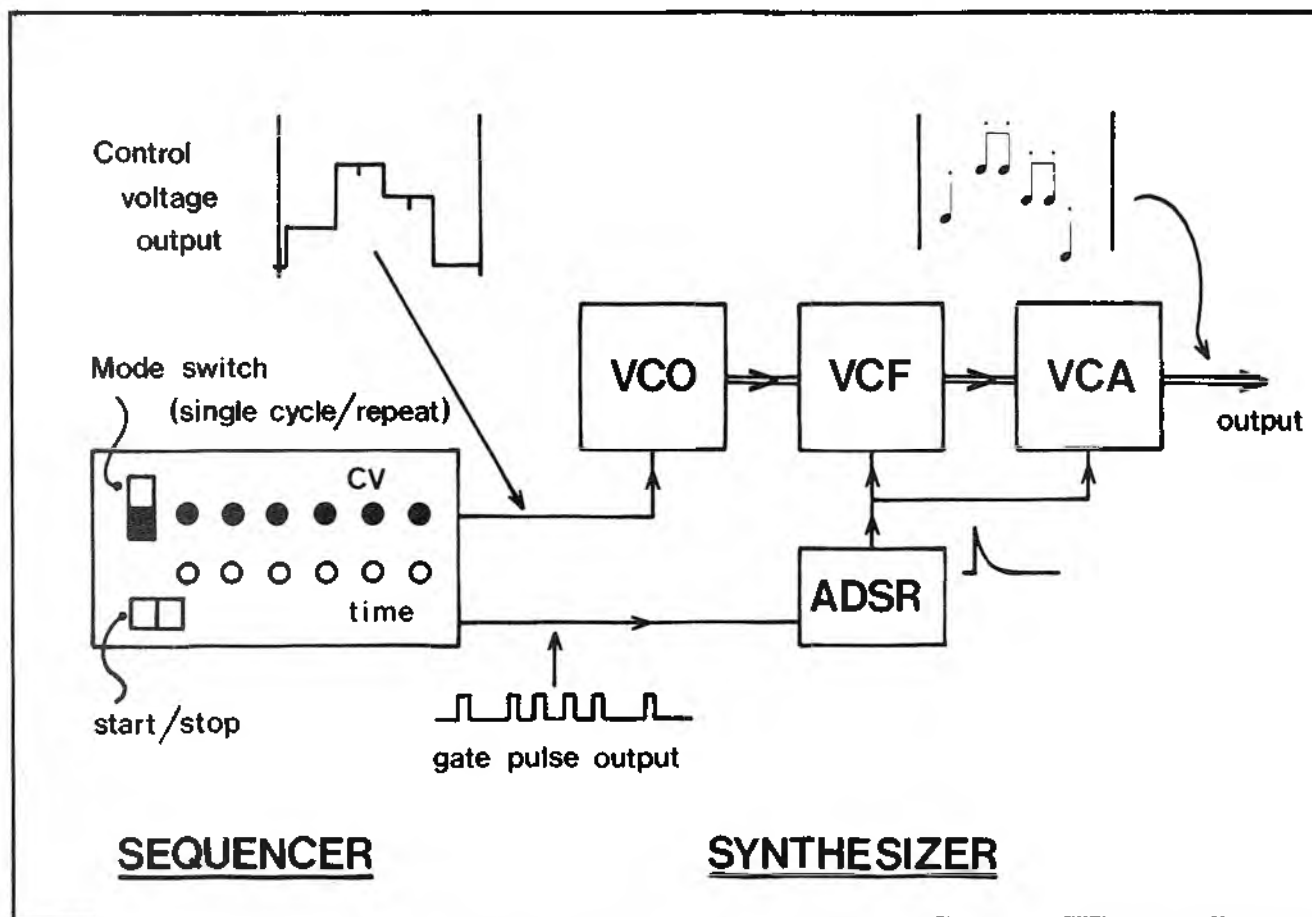 Control
voltage
output
Mode switch
(single cycle/repeat)
CV
time
start/stop
gate pulse output
VCO
VCF
VCA
output
ADSR
SEQUENCER
SYNTHESIZER